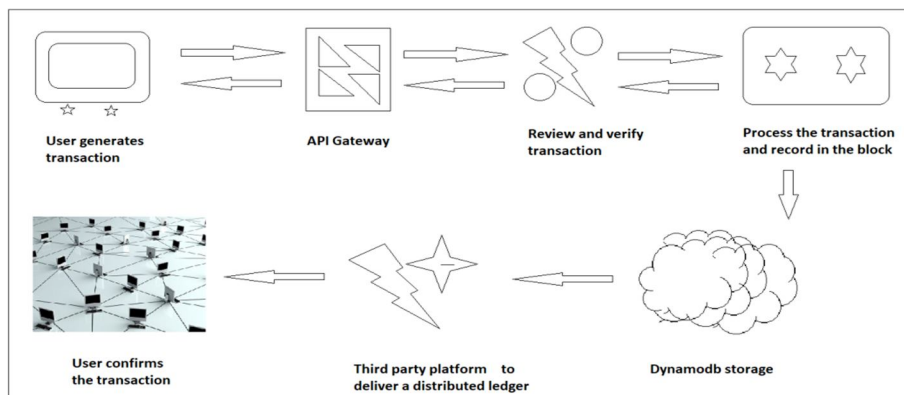 User generates
transaction
API Gateway
Review and verify
transaction
Process the transaction
and record in the block
User confirms
the transaction
Third party platform to
deliver a distributed ledger
Dynamodb storage